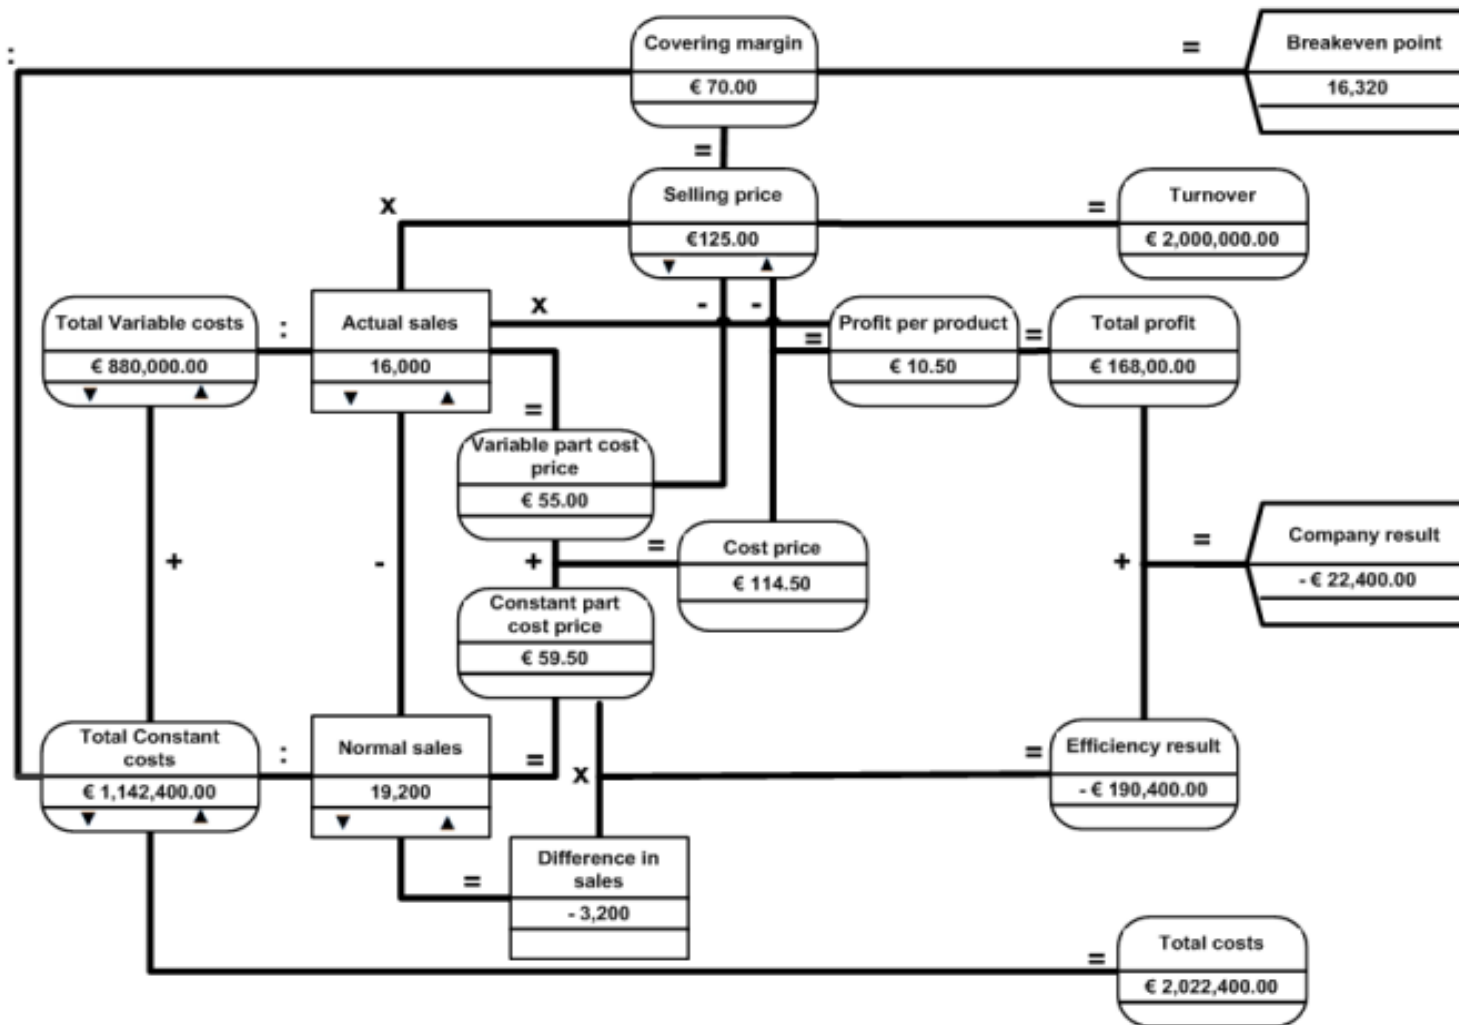 :
Covering margin
€ 70.00
=
Breakeven point
16,320
=
x
Selling price
€125.00
▼ ▲
=
Turnover
€ 2,000,000.00
Total Variable costs
€ 880,000.00
▼ ▲
:
Actual sales
16,000
▼ ▲
x
- -
=
Profit per product
€ 10.50
=
Total profit
€ 168,00.00
=
Variable part cost
price
€ 55.00
+
-
+
=
Cost price
€ 114.50
+
=
Company result
- € 22,400.00
Constant part
cost price
€ 59.50
Total Constant
costs
€ 1,142,400.00
▼ ▲
:
Normal sales
19,200
▼ ▲
=
x
=
Efficiency result
- € 190,400.00
=
Difference in
sales
- 3,200
=
Total costs
€ 2,022,400.00